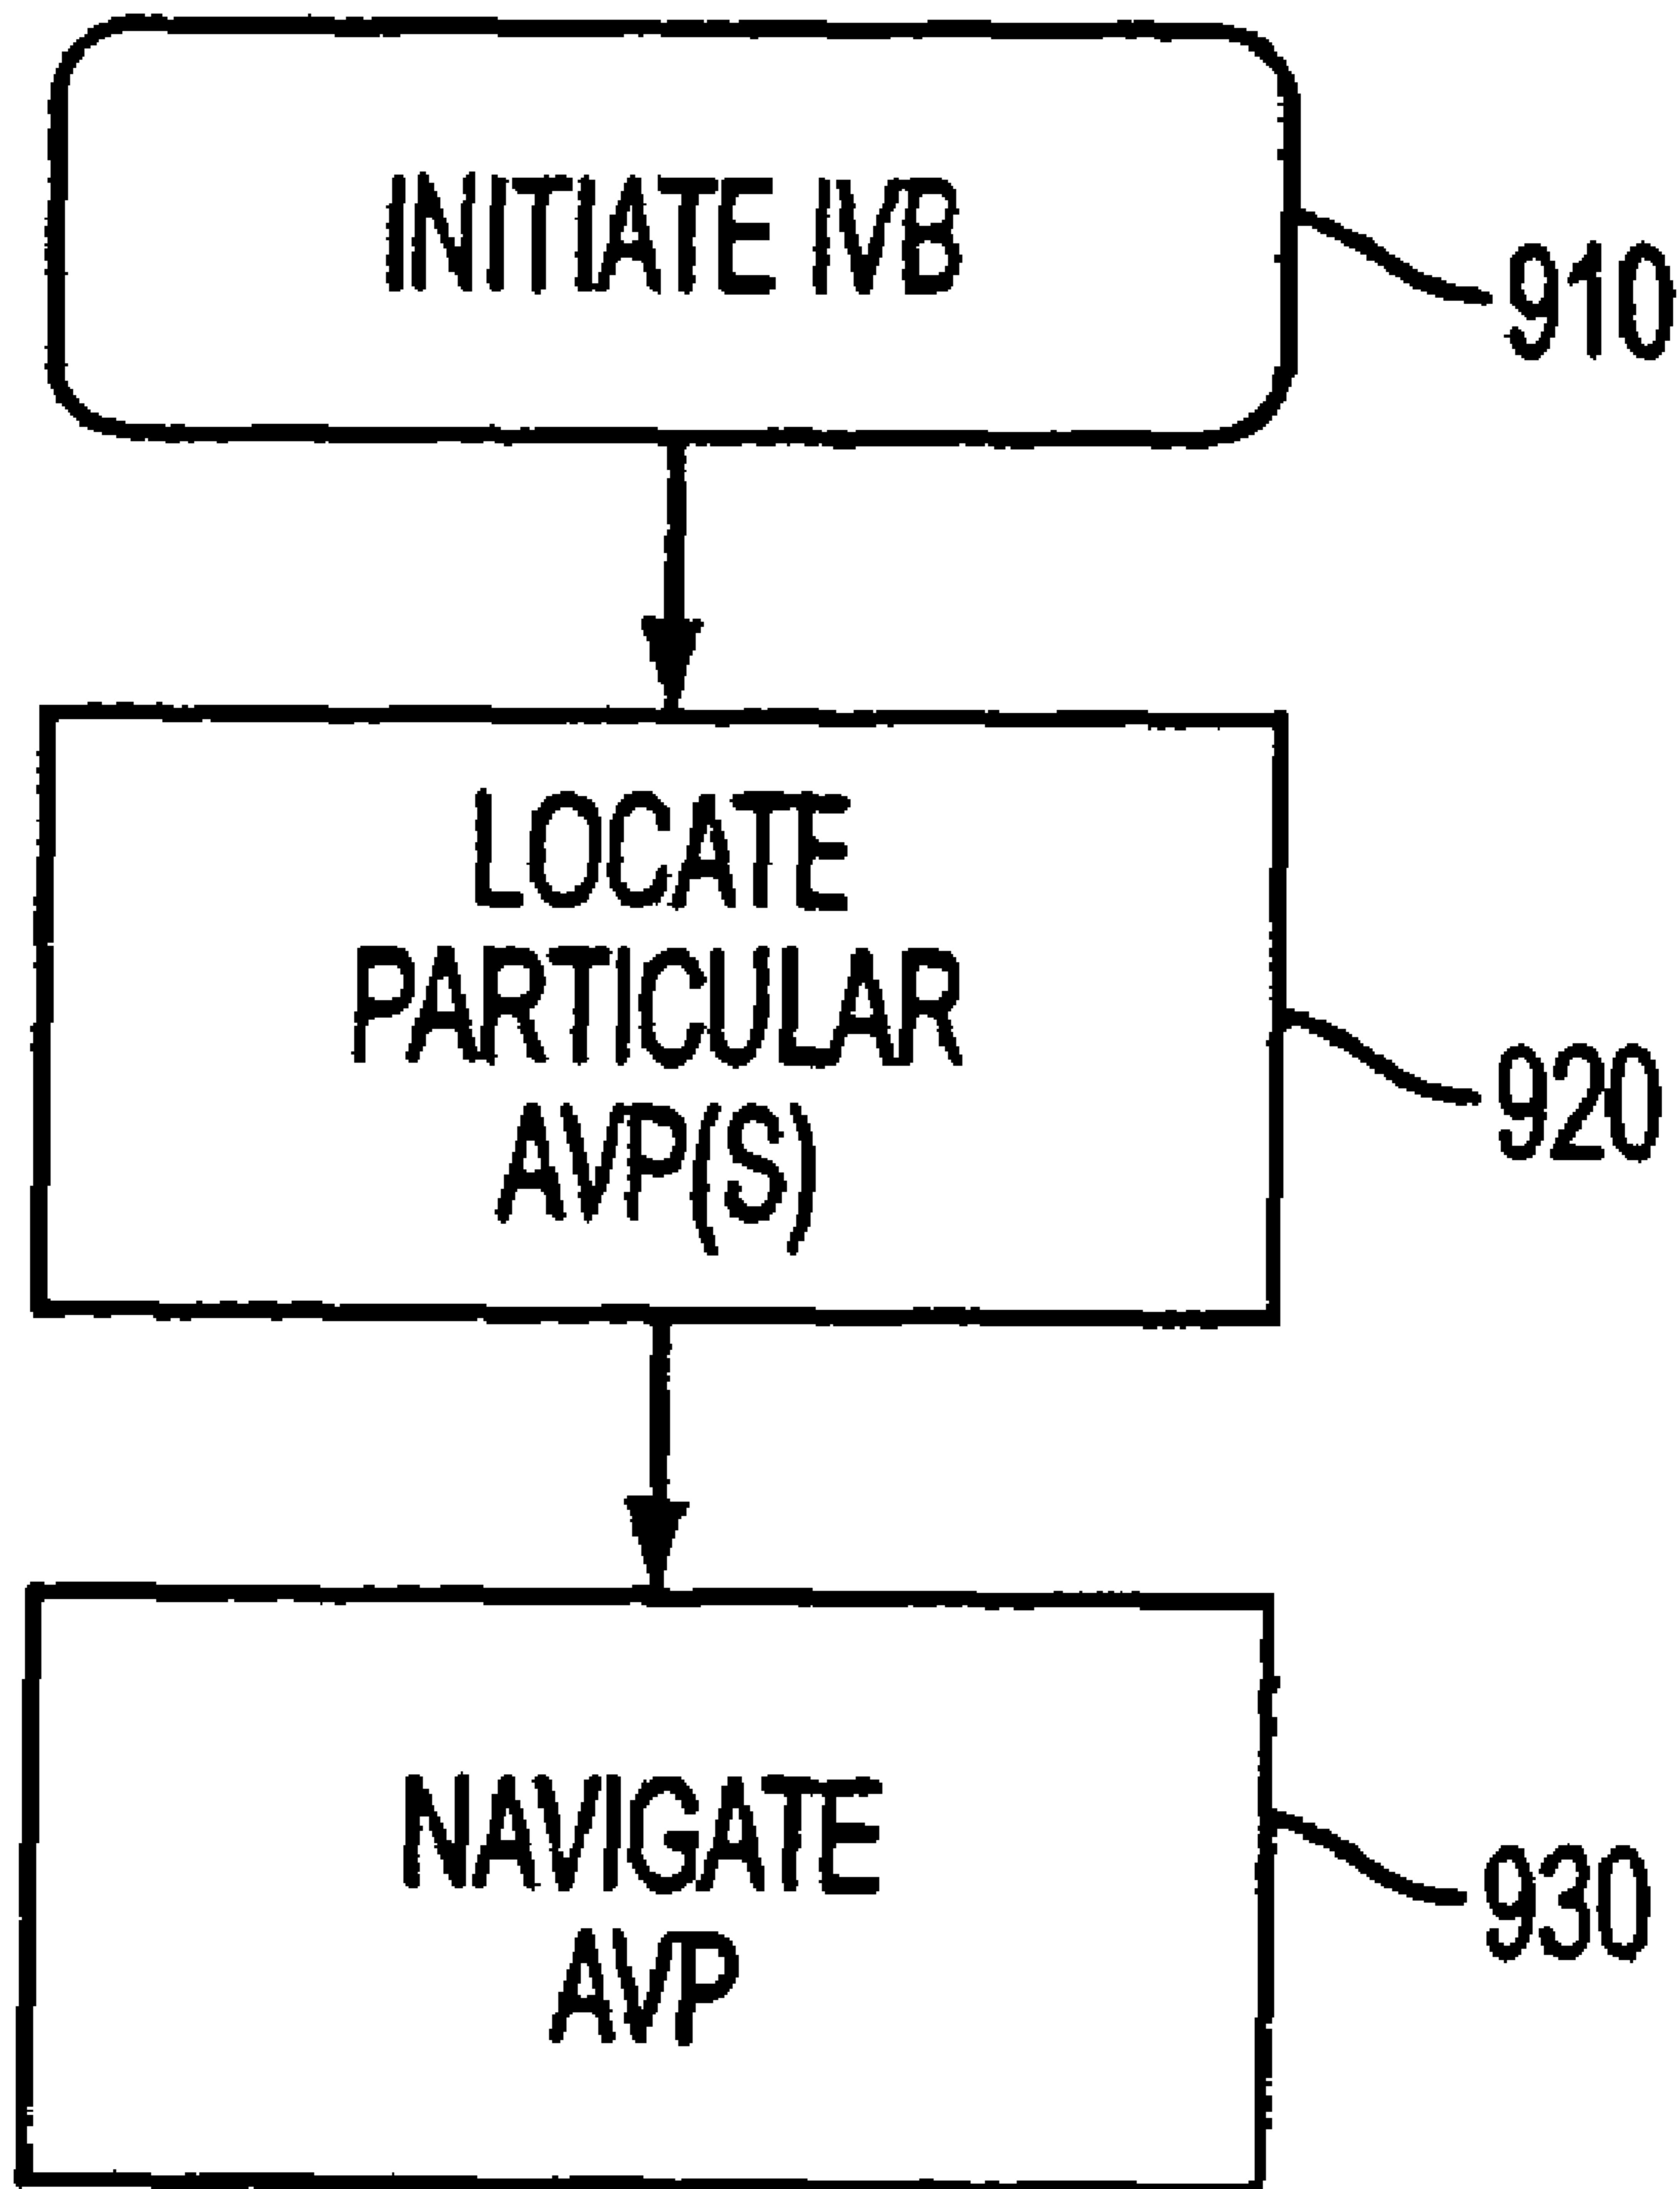 INITIATE IVB
910
LOCATE
PARTICULAR
AVP(S)
920
NAVIGATE
AVP
930